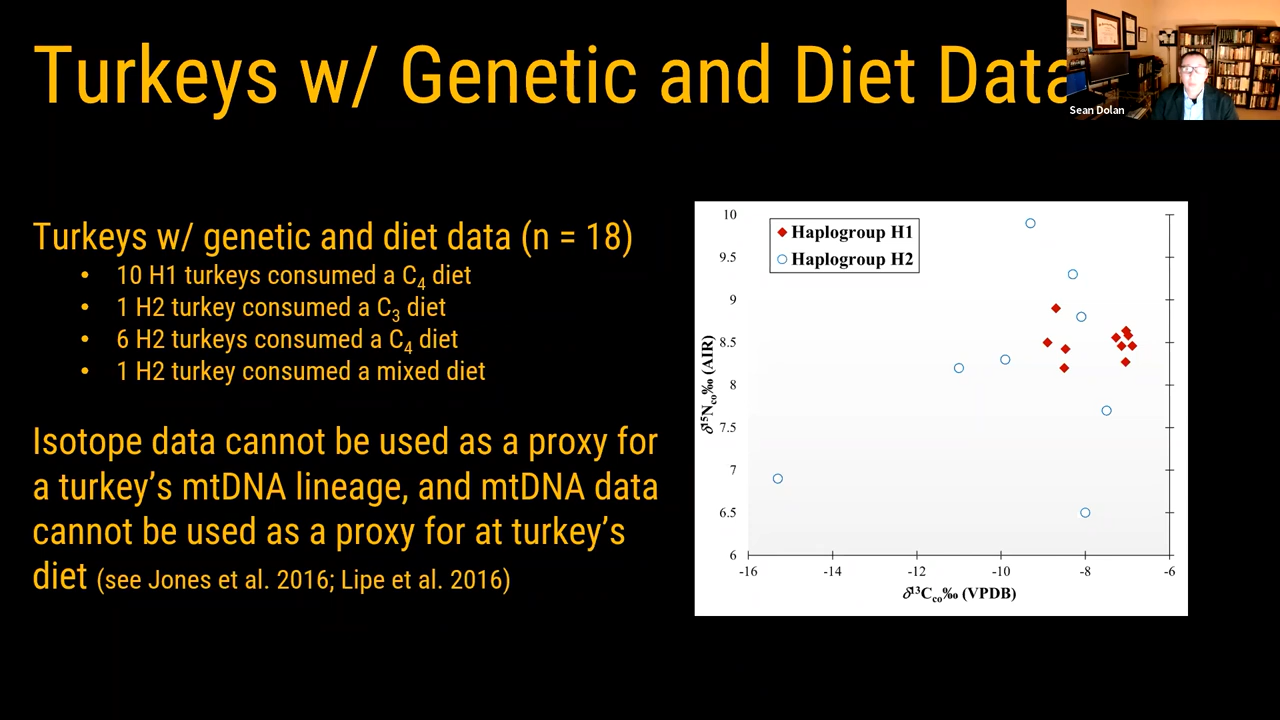 Turkeys w/ Genetic and Diet Data
Sean Dolan
Turkeys w/ genetic and diet data (n = 18)
• 10 H1 turkeys consumed a C₄ diet
• 1 H2 turkey consumed a C₃ diet
• 6 H2 turkeys consumed a C₄ diet
• 1 H2 turkey consumed a mixed diet
Isotope data cannot be used as a proxy for
a turkey’s mtDNA lineage, and mtDNA data
cannot be used as a proxy for at turkey’s
diet (see Jones et al. 2016; Lipe et al. 2016)
Haplogroup H1
Haplogroup H2
10
9.5
9
8.5
8
7.5
7
6.5
6
δ¹⁵Nco‰ (AIR)
-16 -14 -12 -10 -8 -6
δ¹³Cco‰ (VPDB)